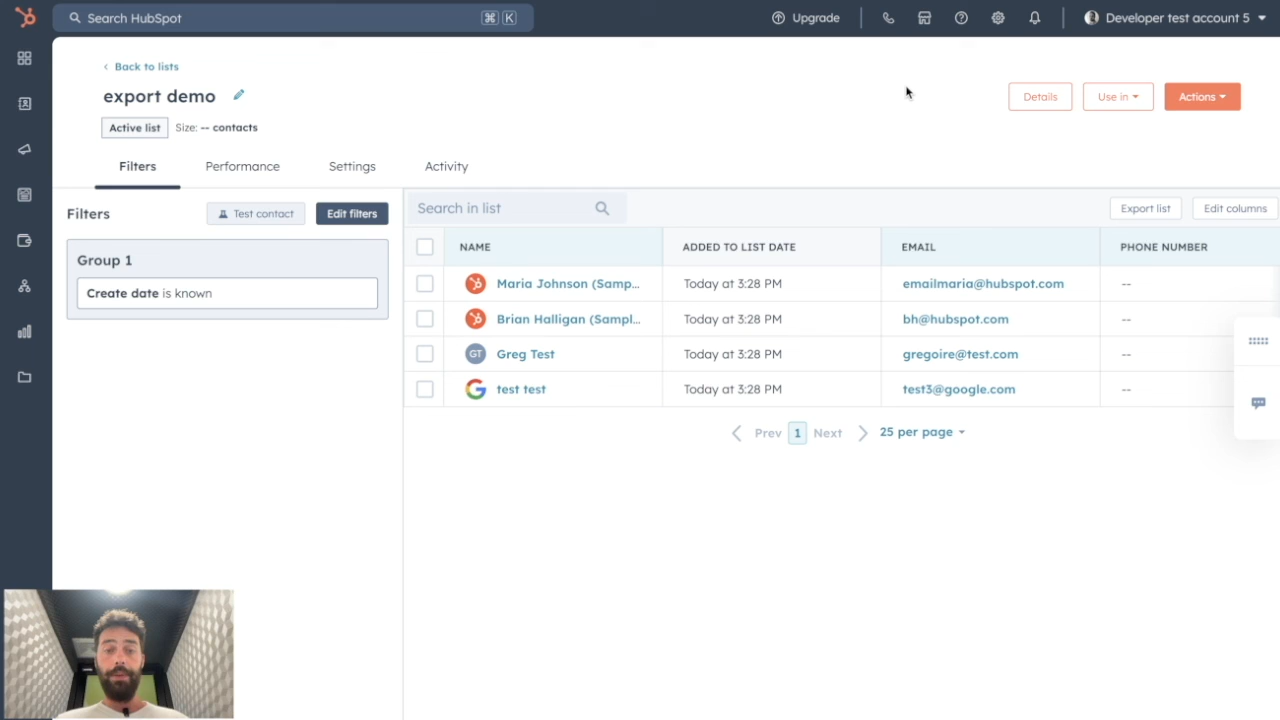 Search HubSpot
⌘ K
Upgrade
Developer test account 5
Back to lists
export demo
Details
Use in
Actions
Active list
Size: -- contacts
Filters
Performance
Settings
Activity
Filters
Test contact
Edit filters
Group 1
Create date is known
Search in list
Export list
Edit columns
NAME
ADDED TO LIST DATE
EMAIL
PHONE NUMBER
Maria Johnson (Samp...
Today at 3:28 PM
emailmaria@hubspot.com
--
Brian Halligan (Sampl...
Today at 3:28 PM
bh@hubspot.com
--
GT
Greg Test
Today at 3:28 PM
gregoire@test.com
--
test test
Today at 3:28 PM
test3@google.com
--
Prev
1
Next
25 per page